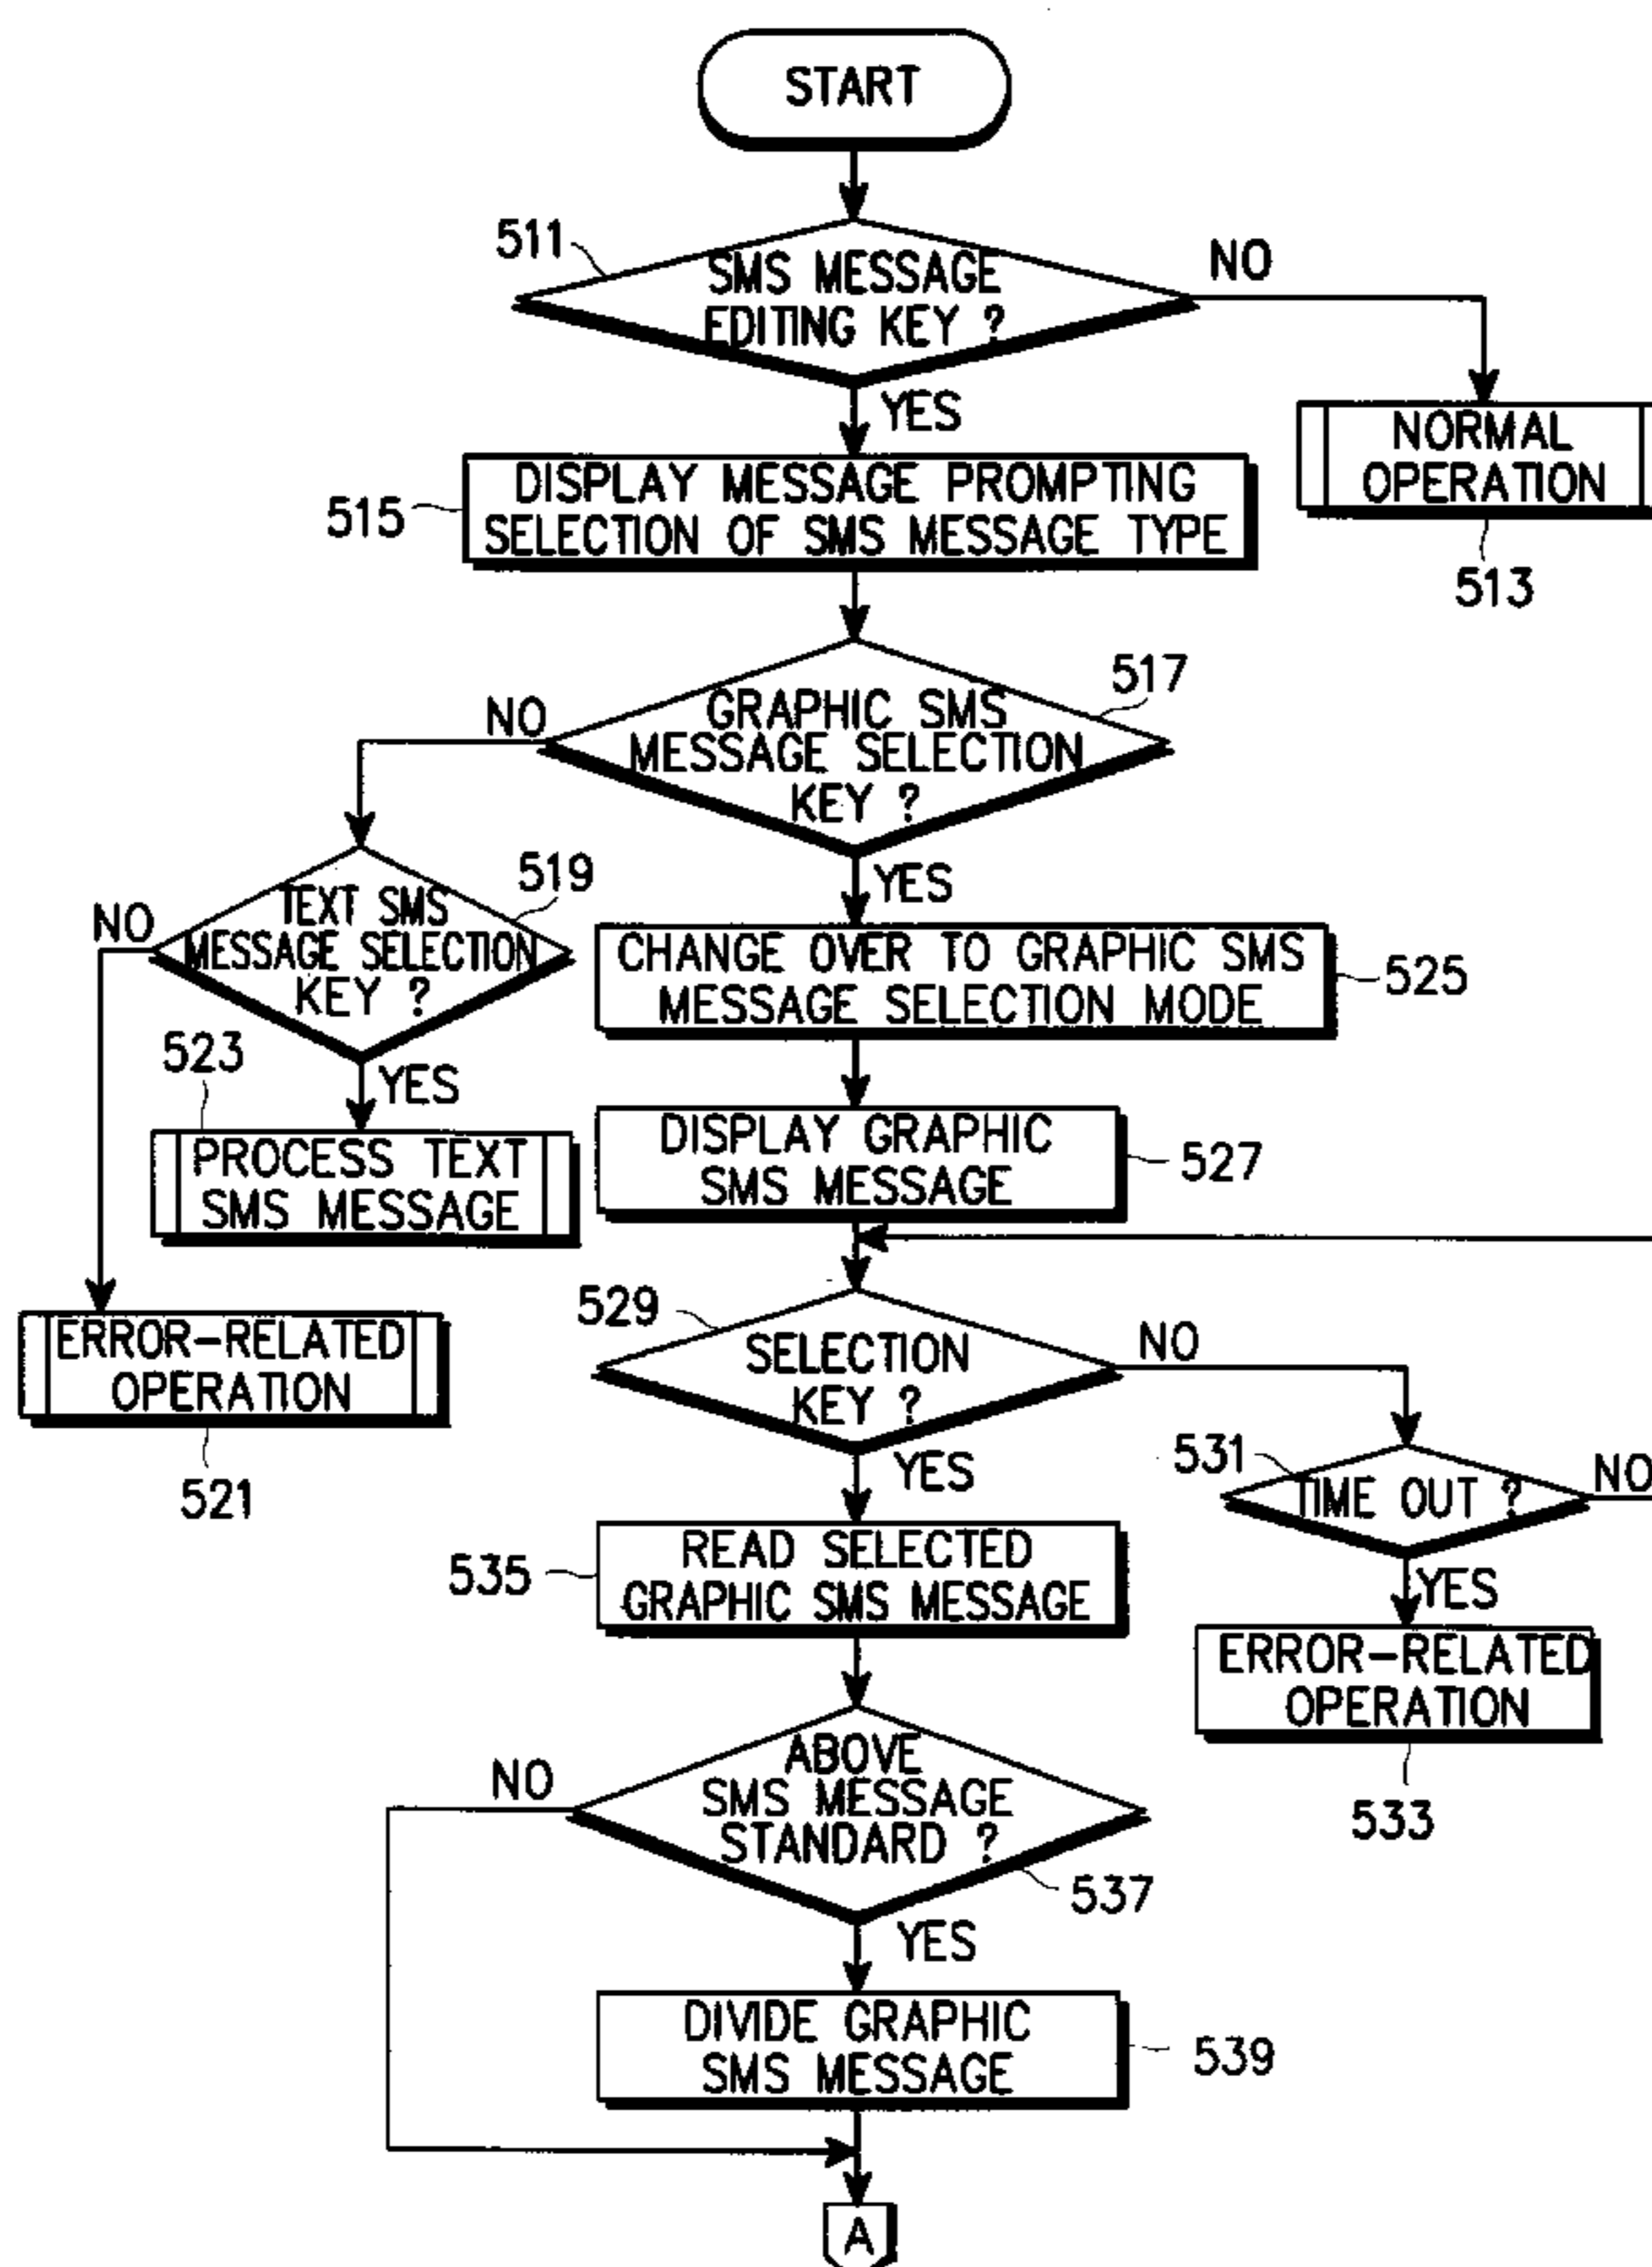 START
511
SMS MESSAGE
EDITING KEY ?
NO
YES
NORMAL
OPERATION
513
515
DISPLAY MESSAGE PROMPTING
SELECTION OF SMS MESSAGE TYPE
517
GRAPHIC SMS
MESSAGE SELECTION
KEY ?
NO
YES
519
TEXT SMS
MESSAGE SELECTION
KEY ?
NO
YES
523
PROCESS TEXT
SMS MESSAGE
ERROR-RELATED
OPERATION
521
CHANGE OVER TO GRAPHIC SMS
MESSAGE SELECTION MODE
525
DISPLAY GRAPHIC
SMS MESSAGE
527
529
SELECTION
KEY ?
NO
YES
531
TIME OUT ?
NO
YES
ERROR-RELATED
OPERATION
533
535
READ SELECTED
GRAPHIC SMS MESSAGE
ABOVE
SMS MESSAGE
STANDARD ?
537
NO
YES
DIVIDE GRAPHIC
SMS MESSAGE
539
A